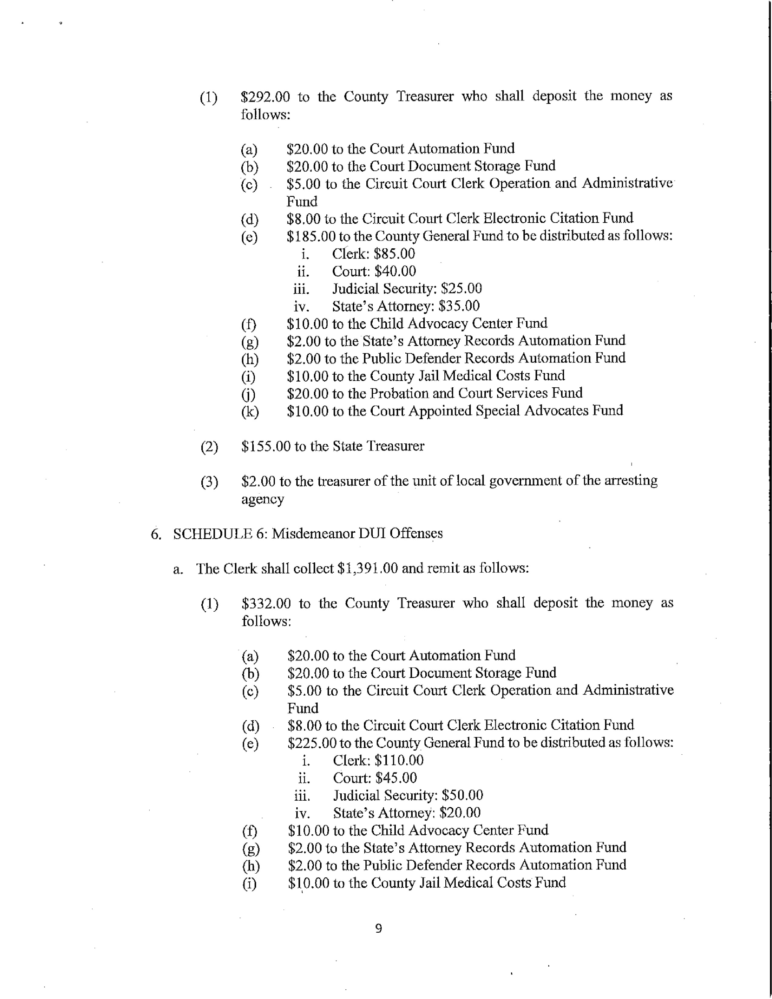 (1) $292.00 to the County Treasurer who shall deposit the money as
follows:
(a) $20.00 to the Court Automation Fund
(b) $20.00 to the Court Document Storage Fund
(c) $5.00 to the Circuit Court Clerk Operation and Administrative
Fund
(d) $8.00 to the Circuit Court Clerk Electronic Citation Fund
(e) $185.00 to the County General Fund to be distributed as follows:
i. Clerk: $85.00
ii. Court: $40.00
iii. Judicial Security: $25.00
iv. State's Attorney: $35.00
(f) $10.00 to the Child Advocacy Center Fund
(g) $2.00 to the State's Attorney Records Automation Fund
(h) $2.00 to the Public Defender Records Automation Fund
(i) $10.00 to the County Jail Medical Costs Fund
(j) $20.00 to the Probation and Court Services Fund
(k) $10.00 to the Court Appointed Special Advocates Fund
(2) $155.00 to the State Treasurer
(3) $2.00 to the treasurer of the unit of local government of the arresting
agency
6. SCHEDULE 6: Misdemeanor DUI Offenses
a. The Clerk shall collect $1,391.00 and remit as follows:
(1) $332.00 to the County Treasurer who shall deposit the money as
follows:
(a) $20.00 to the Court Automation Fund
(b) $20.00 to the Court Document Storage Fund
(c) $5.00 to the Circuit Court Clerk Operation and Administrative
Fund
(d) $8.00 to the Circuit Court Clerk Electronic Citation Fund
(e) $225.00 to the County General Fund to be distributed as follows:
i. Clerk: $110.00
ii. Court: $45.00
iii. Judicial Security: $50.00
iv. State's Attorney: $20.00
(f) $10.00 to the Child Advocacy Center Fund
(g) $2.00 to the State's Attorney Records Automation Fund
(h) $2.00 to the Public Defender Records Automation Fund
(i) $10.00 to the County Jail Medical Costs Fund
9